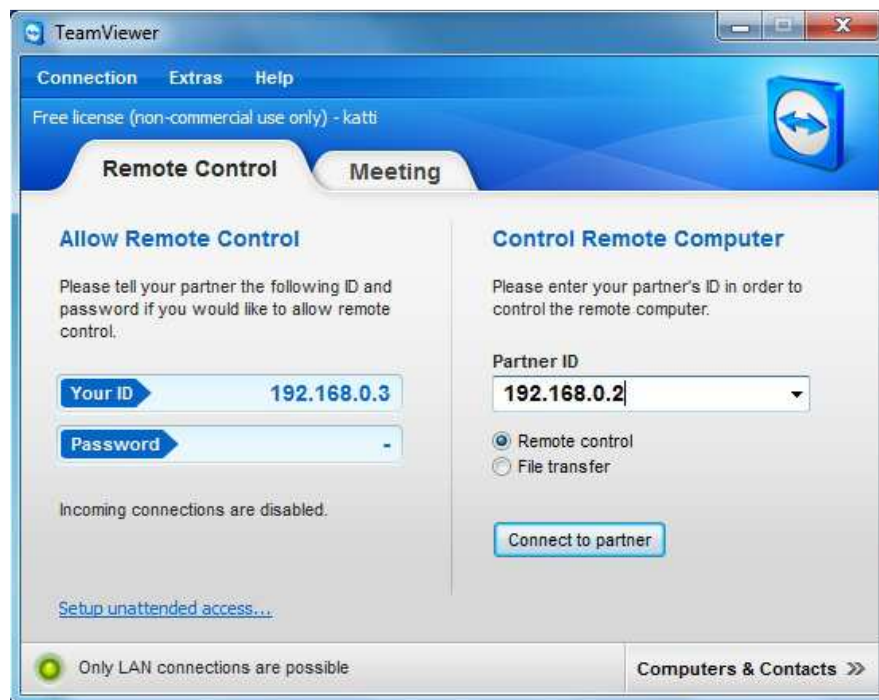 TeamViewer
Connection Extras Help
Free license (non-commercial use only) - katti
Remote Control Meeting
Allow Remote Control
Please tell your partner the following ID and
password if you would like to allow remote
control.
Your ID 192.168.0.3
Password -
Incoming connections are disabled.
Setup unattended access...
Control Remote Computer
Please enter your partner's ID in order to
control the remote computer.
Partner ID
192.168.0.2
Remote control
File transfer
Connect to partner
Only LAN connections are possible
Computers & Contacts >>